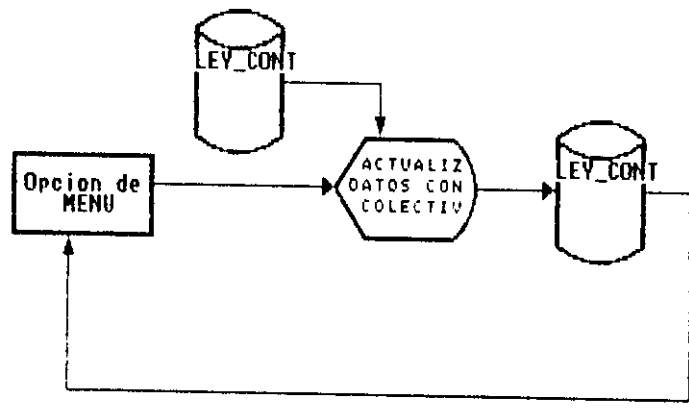 LEY_CONT
Opcion de
MENU
ACTUALIZ
DATOS CON
COLECTIV
LEY_CONT